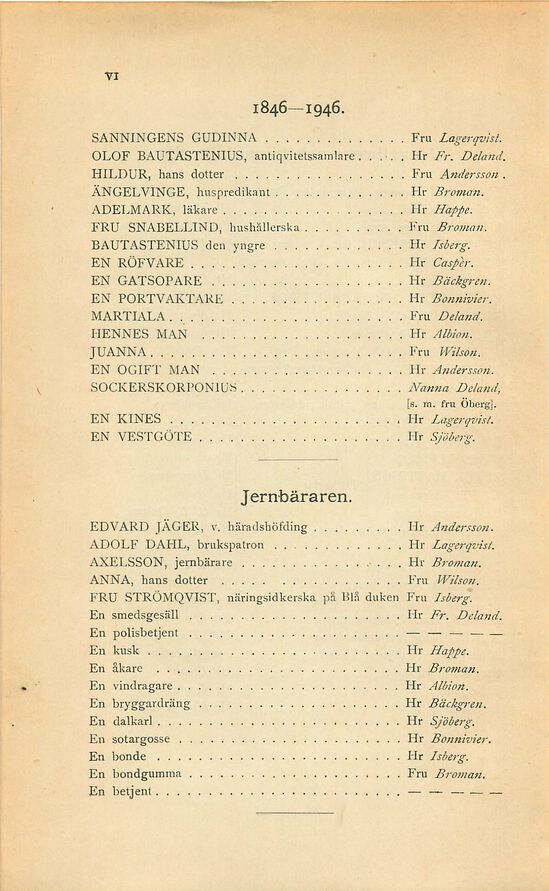 VI
1846—1946.
SANNINGENS GUDINNA . . . . . . . . . . . . . Fru Lagerqvist.
OLOF BAUTASTENIUS, antiqvitetssamlare . . . . . Hr Fr. Deland.
HILDUR, hans dotter . . . . . . . . . . . . . . . . Fru Andersson .
ÄNGELVINGE, huspredikant . . . . . . . . . . . . Hr Broman.
ADELMARK, läkare . . . . . . . . . . . . . . . . . Hr Happe.
FRU SNABELLIND, hushållerska . . . . . . . . . . Fru Broman.
BAUTASTENIUS den yngre . . . . . . . . . . . . Hr Isberg.
EN RÖFVARE . . . . . . . . . . . . . . . . . . . . Hr Caspèr.
EN GATSOPARE . . . . . . . . . . . . . . . . . . Hr Bäckgren.
EN PORTVAKTARE . . . . . . . . . . . . . . . . Hr Bonnivier.
MARTIALA . . . . . . . . . . . . . . . . . . . . . . Fru Deland.
HENNES MAN . . . . . . . . . . . . . . . . . . . Hr Albion.
JUANNA . . . . . . . . . . . . . . . . . . . . . . . . Fru Wilson.
EN OGIFT MAN . . . . . . . . . . . . . . . . . . Hr Andersson.
SOCKERSKORPONIUS . . . . . . . . . . . . . . . Nanna Deland,
[s. m. fru Öberg].
EN KINES . . . . . . . . . . . . . . . . . . . . . . Hr Lagerqvist.
EN VESTGÖTE . . . . . . . . . . . . . . . . . . . Hr Sjöberg.
Jernbäraren.
EDVARD JÄGER, v. häradshöfding . . . . . . . . . Hr Andersson.
ADOLF DAHL, brukspatron . . . . . . . . . . . . . Hr Lagerqvist.
AXELSSON, jernbärare . . . . . . . . . . . . . . . Hr Broman.
ANNA, hans dotter . . . . . . . . . . . . . . . . . Fru Wilson.
FRU STRÖMQVIST, näringsidkerska på Blå duken Fru Isberg.
En smedsgesäll . . . . . . . . . . . . . . . . . . . . Hr Fr. Deland.
En polisbetjent . . . . . . . . . . . . . . . . . . . . — — — — —
En kusk . . . . . . . . . . . . . . . . . . . . . . . . Hr Happe.
En åkare . . . . . . . . . . . . . . . . . . . . . . . Hr Broman.
En vindragare . . . . . . . . . . . . . . . . . . . . . Hr Albion.
En bryggardräng . . . . . . . . . . . . . . . . . . . Hr Bäckgren.
En dalkarl . . . . . . . . . . . . . . . . . . . . . . . Hr Sjöberg.
En sotargosse . . . . . . . . . . . . . . . . . . . . . Hr Bonnivier.
En bonde . . . . . . . . . . . . . . . . . . . . . . . Hr Isberg.
En bondgumma . . . . . . . . . . . . . . . . . . . . Fru Broman.
En betjent . . . . . . . . . . . . . . . . . . . . . . . — — — — —